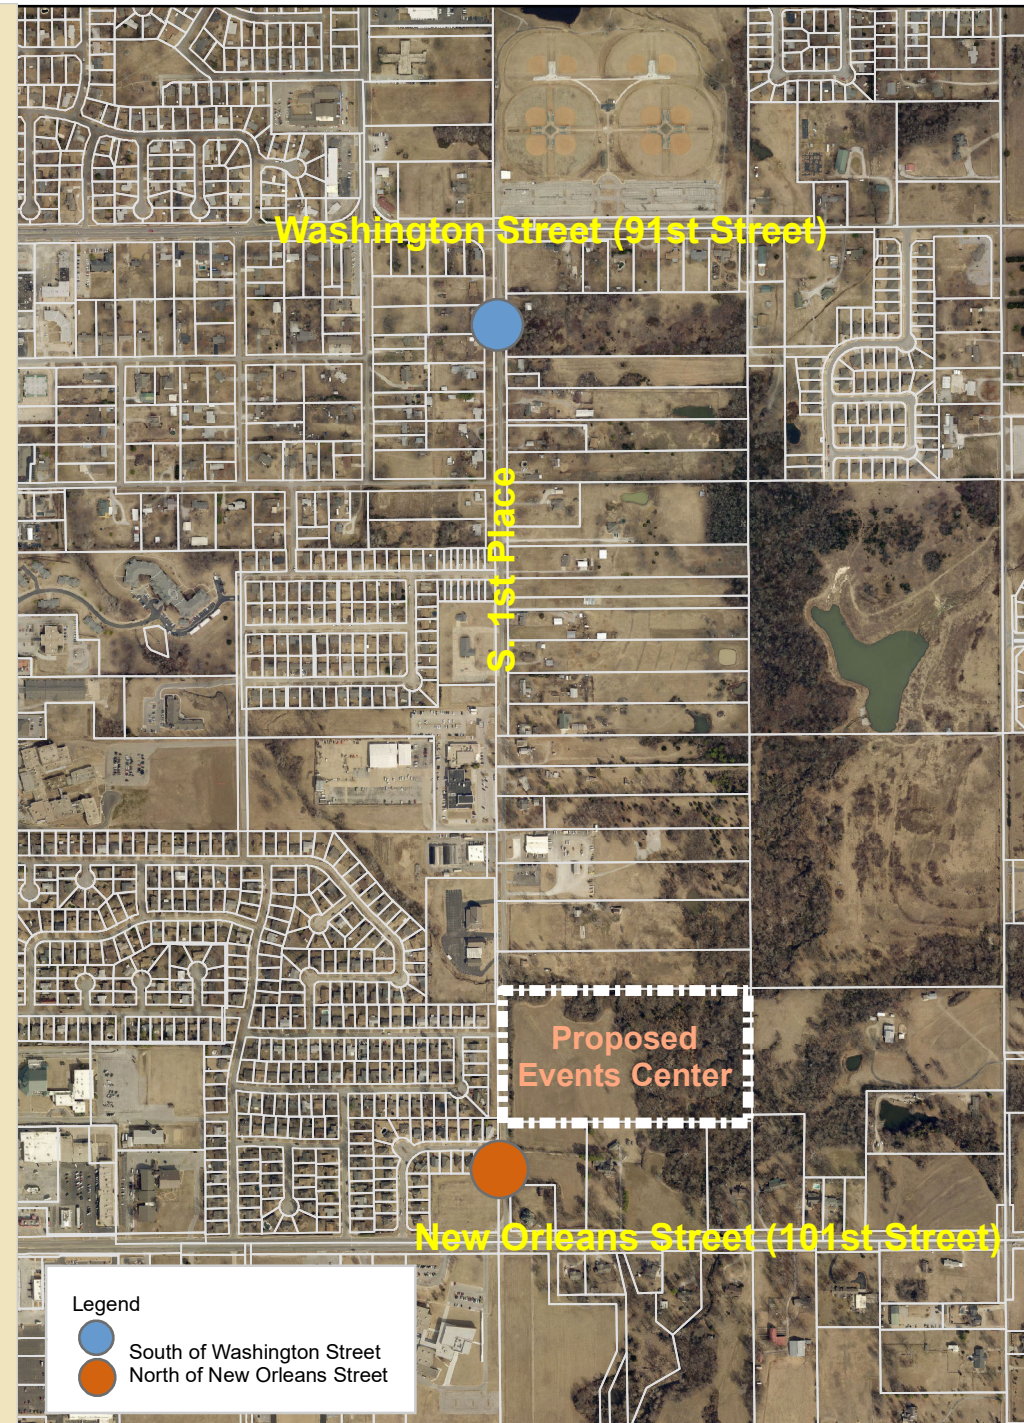 Washington Street (91st Street)
S. 1st Place
Proposed
Events Center
New Orleans Street (101st Street)
Legend
South of Washington Street
North of New Orleans Street